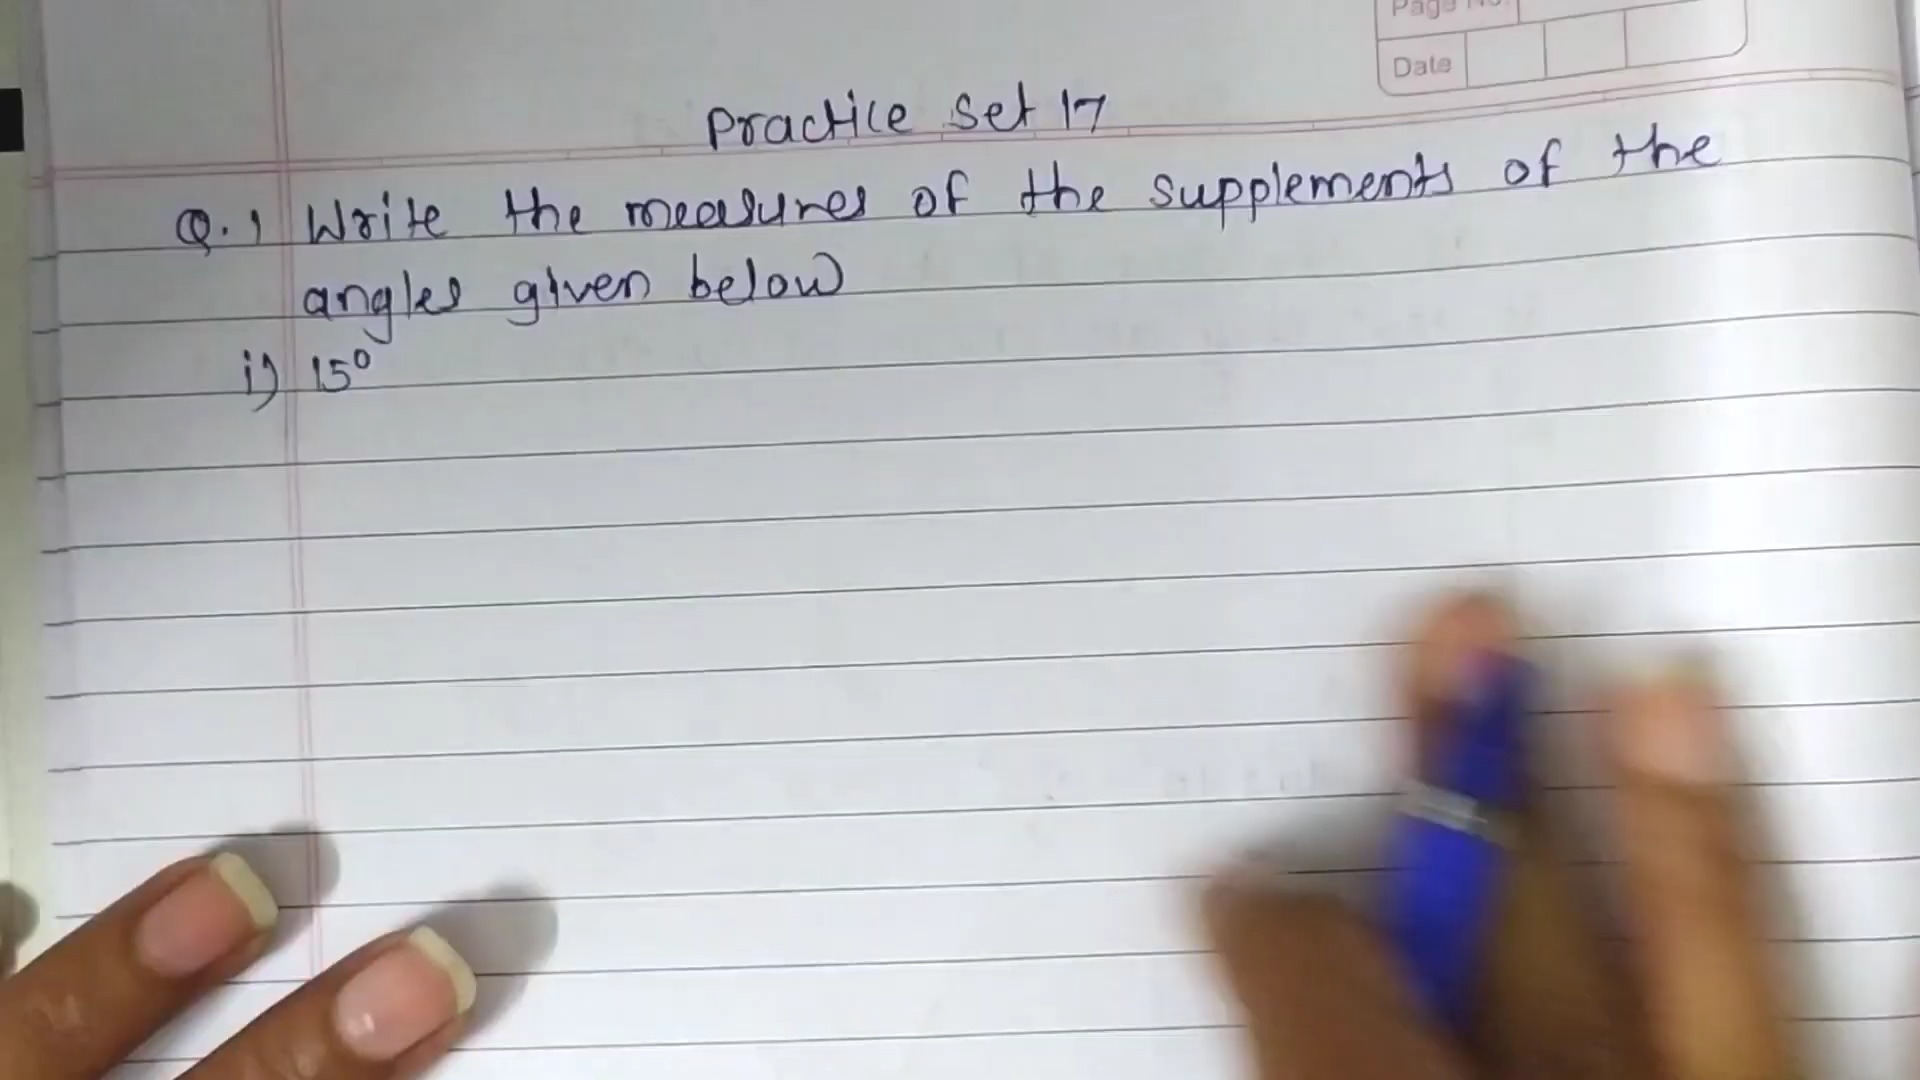 Page No.
Date
Practice Set 17
Q.1 Write the measures of the supplements of the
angles given below
i) 15°